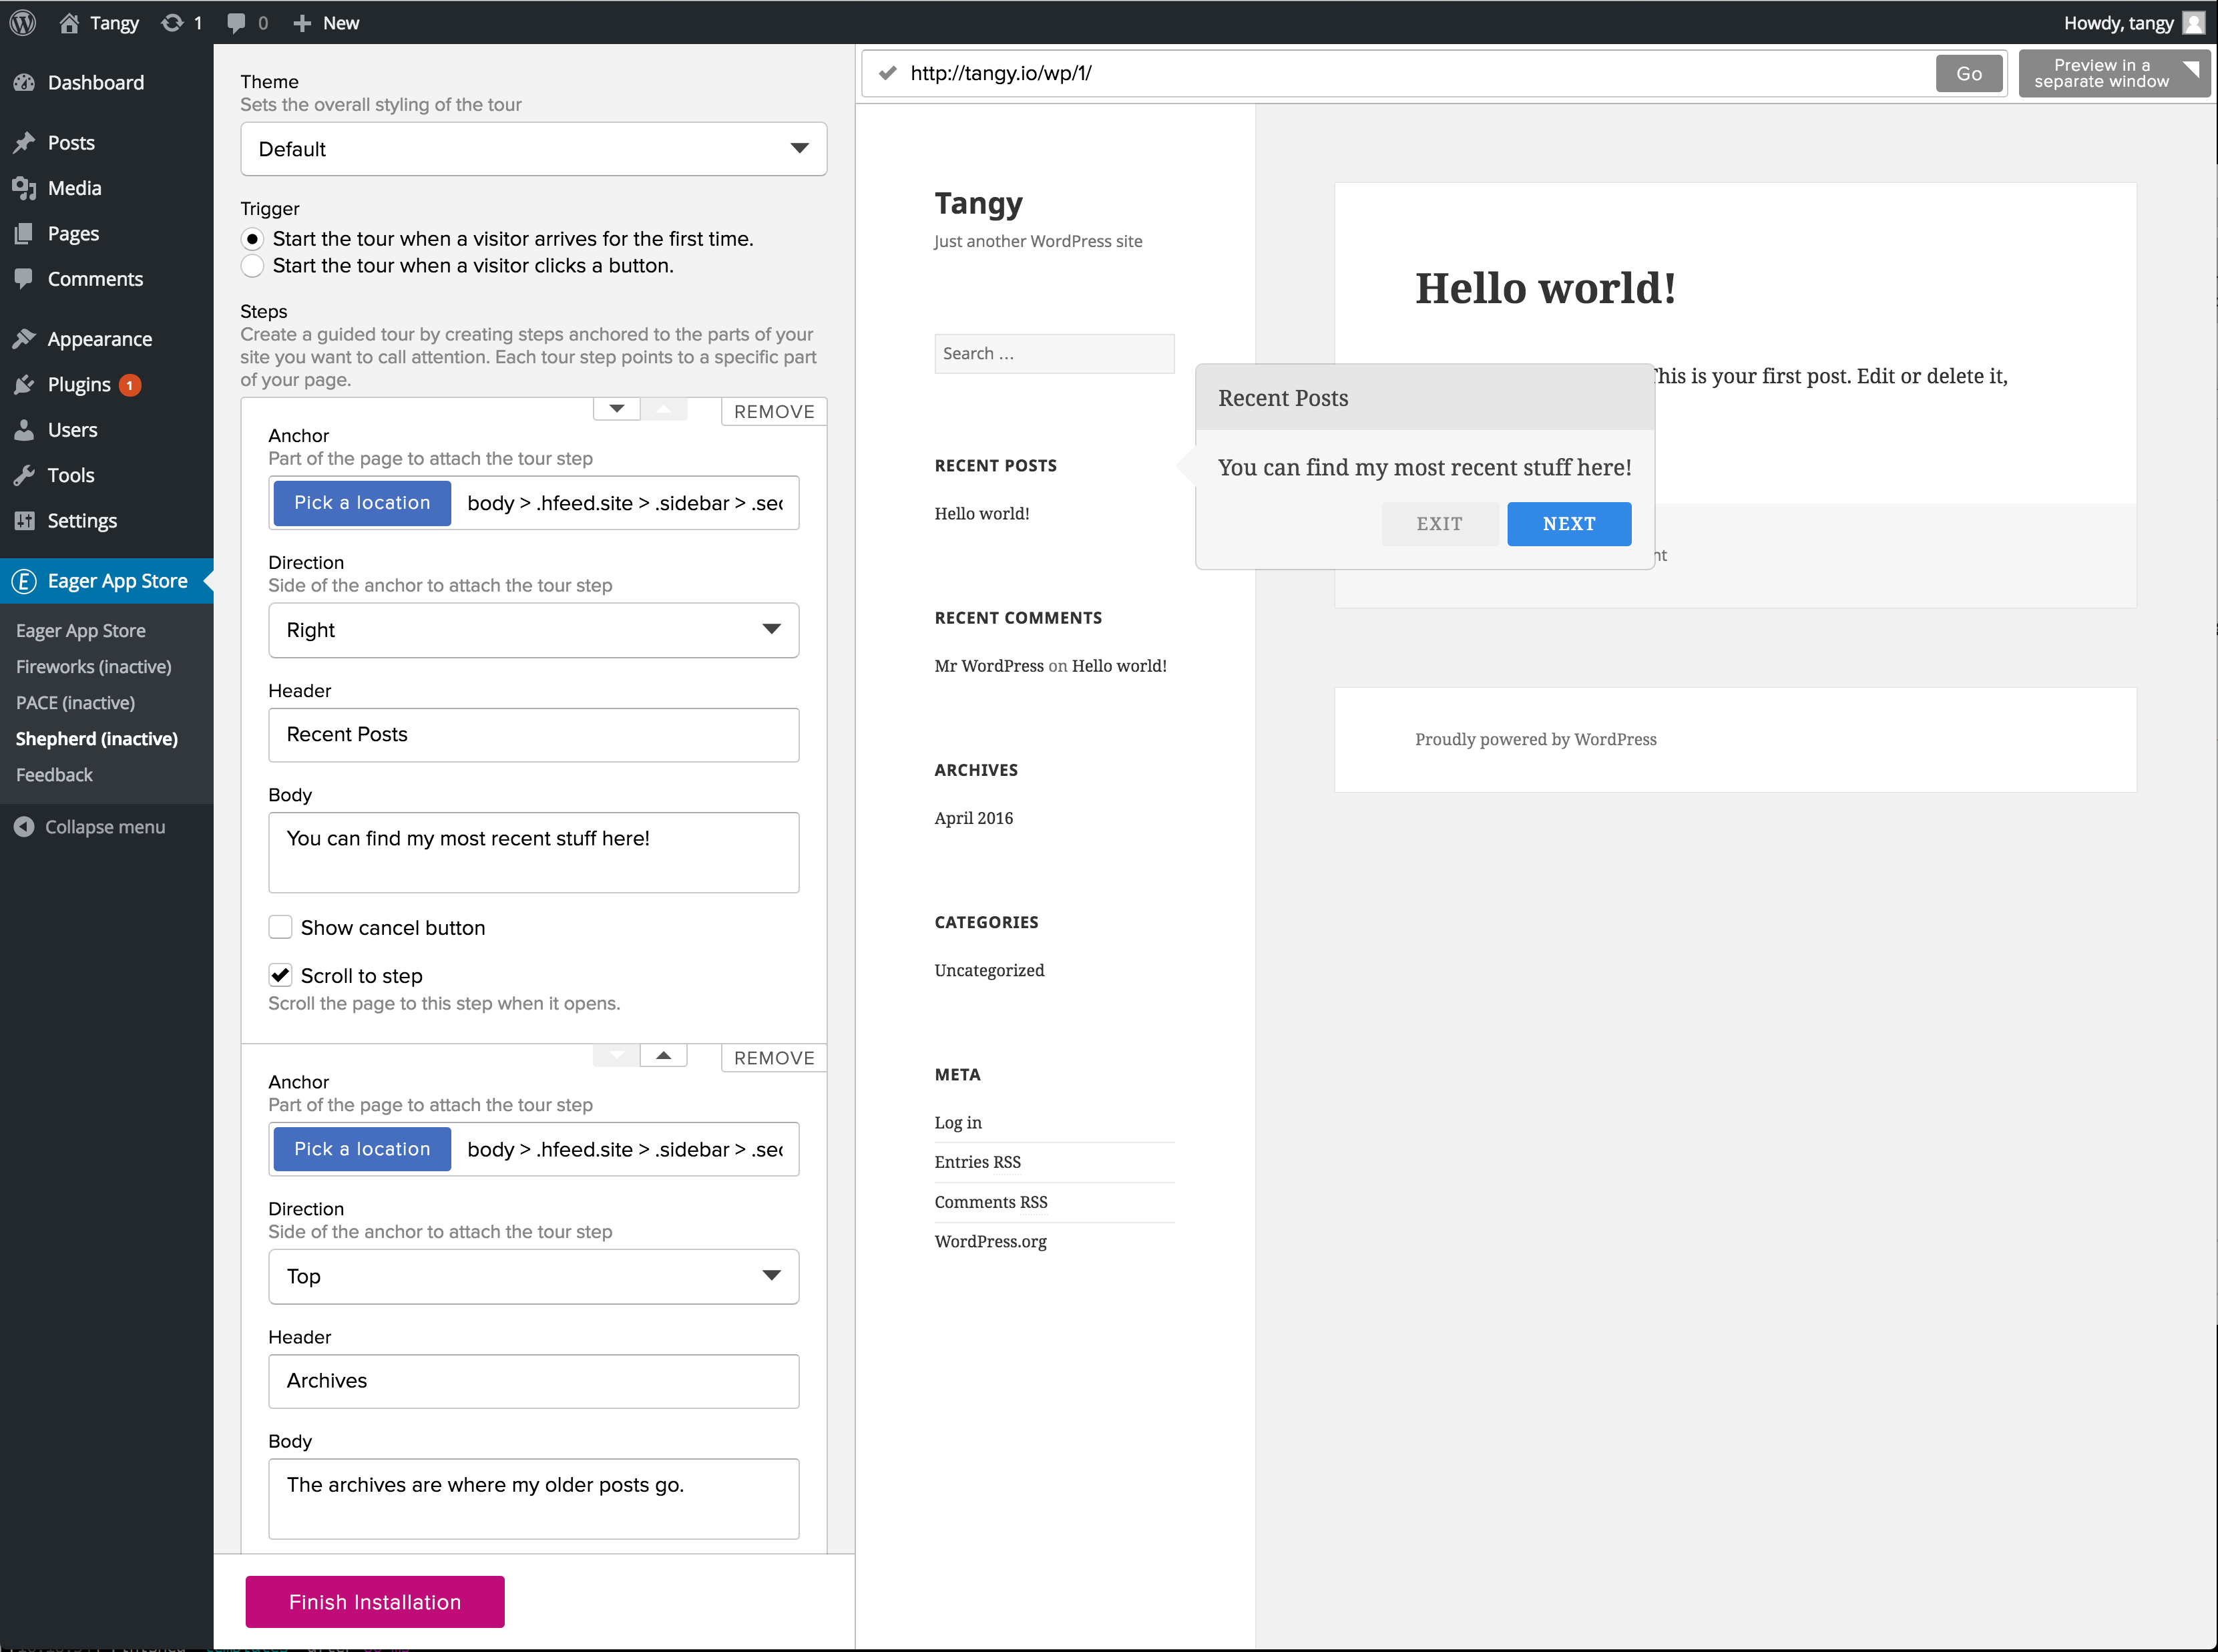 Tangy
1
0
New
Howdy, tangy
Dashboard
Posts
Media
Pages
Comments
Appearance
Plugins 1
Users
Tools
Settings
Eager App Store
Eager App Store
Fireworks (inactive)
PACE (inactive)
Shepherd (inactive)
Feedback
Collapse menu
Theme
Sets the overall styling of the tour
Default
Trigger
Start the tour when a visitor arrives for the first time.
Start the tour when a visitor clicks a button.
Steps
Create a guided tour by creating steps anchored to the parts of your
site you want to call attention. Each tour step points to a specific part
of your page.
REMOVE
Anchor
Part of the page to attach the tour step
Pick a location
body > .hfeed.site > .sidebar > .sec
Direction
Side of the anchor to attach the tour step
Right
Header
Recent Posts
Body
You can find my most recent stuff here!
Show cancel button
Scroll to step
Scroll the page to this step when it opens.
REMOVE
Anchor
Part of the page to attach the tour step
Pick a location
body > .hfeed.site > .sidebar > .sec
Direction
Side of the anchor to attach the tour step
Top
Header
Archives
Body
The archives are where my older posts go.
Finish Installation
http://tangy.io/wp/1/
Go
Preview in a
separate window
Tangy
Just another WordPress site
Search …
RECENT POSTS
Hello world!
RECENT COMMENTS
Mr WordPress on Hello world!
ARCHIVES
April 2016
CATEGORIES
Uncategorized
META
Log in
Entries RSS
Comments RSS
WordPress.org
Hello world!
This is your first post. Edit or delete it,
Recent Posts
You can find my most recent stuff here!
EXIT
NEXT
nt
Proudly powered by WordPress